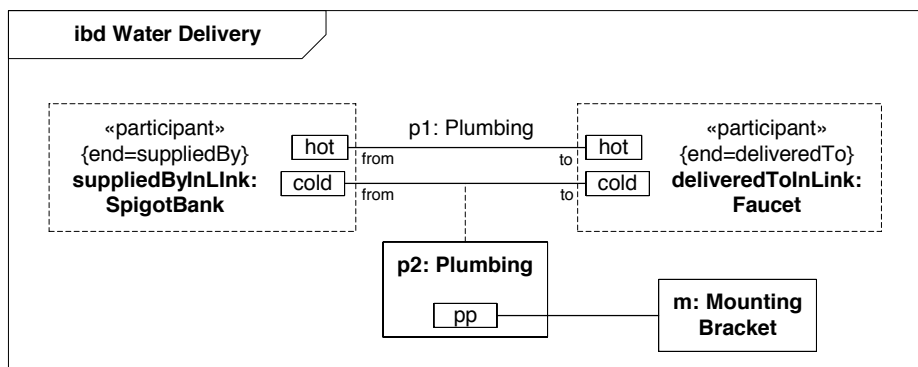 ibd Water Delivery
«participant»
{end=suppliedBy}
suppliedByInLInk:
SpigotBank
hot
cold
p1: Plumbing
from
to
from
to
hot
cold
«participant»
{end=deliveredTo}
deliveredToInLink:
Faucet
p2: Plumbing
pp
m: Mounting
Bracket